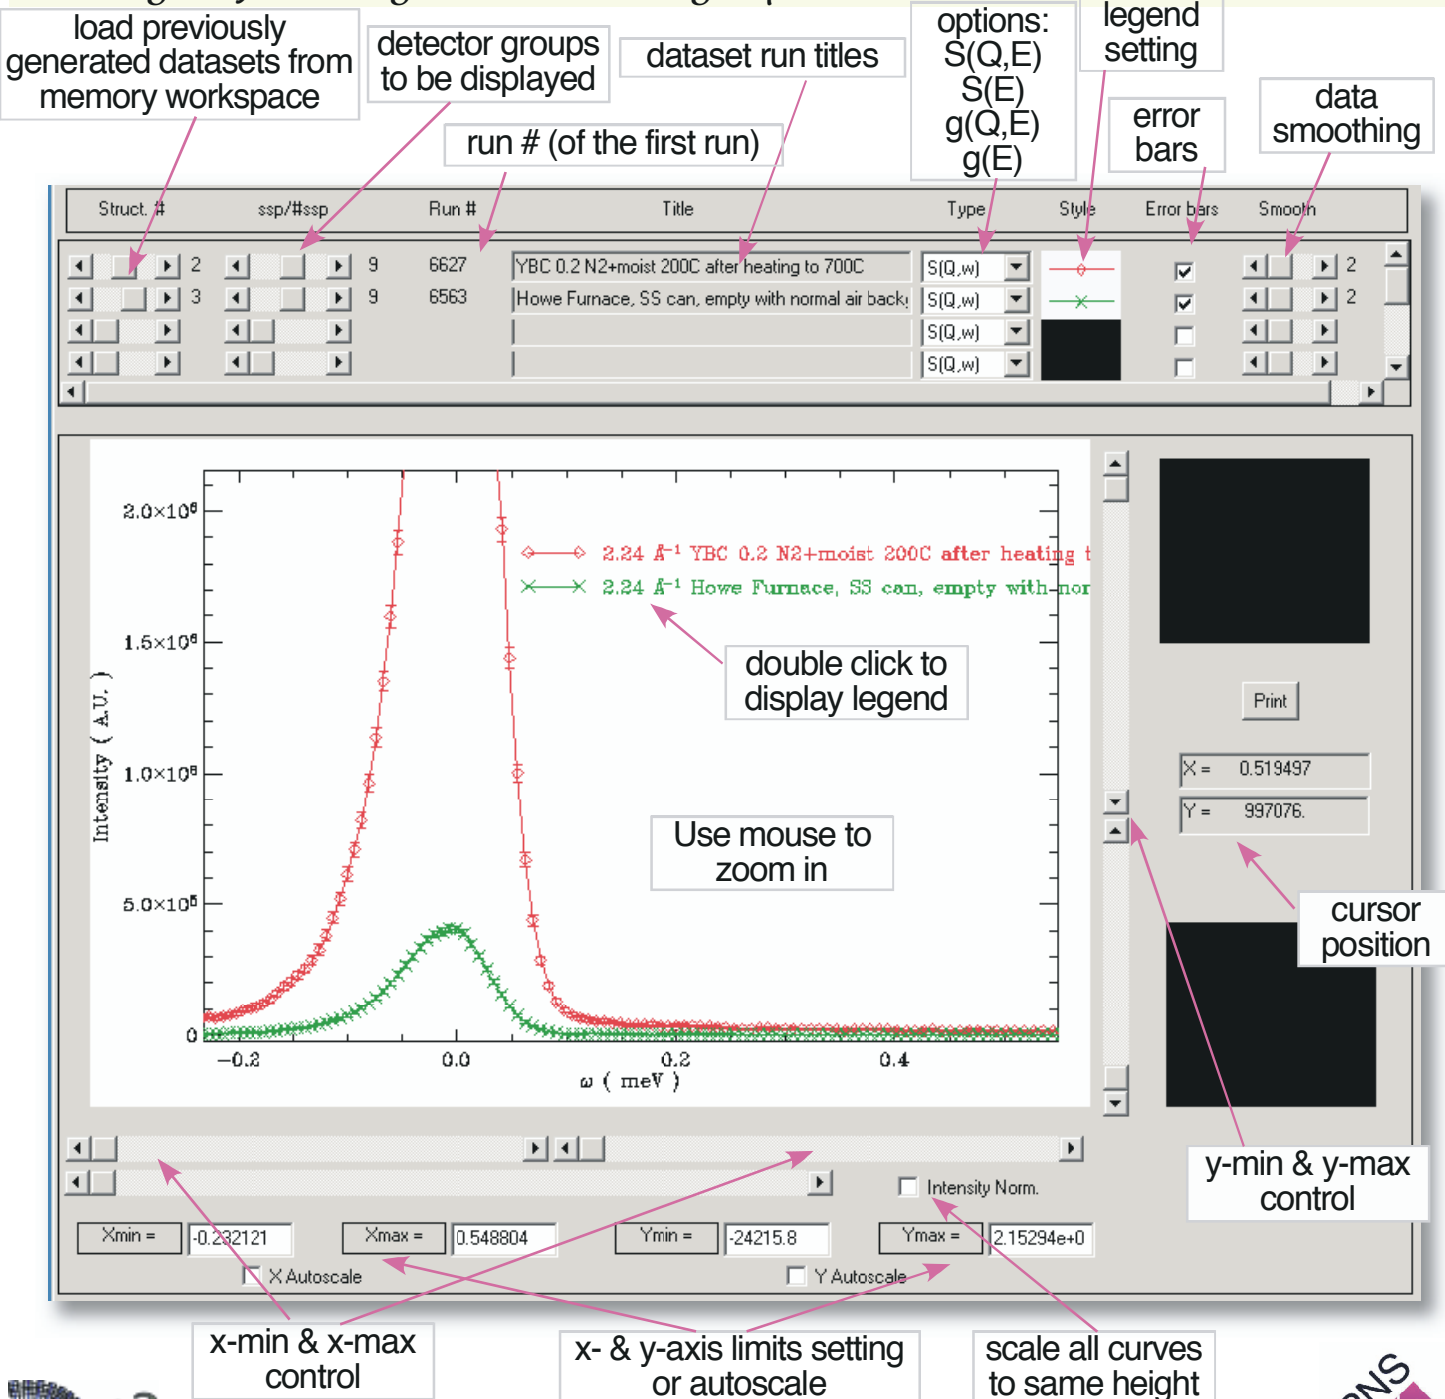 load previously
generated datasets from
memory workspace
detector groups
to be displayed
dataset run titles
run # (of the first run)
options:
S(Q,E)
S(E)
g(Q,E)
g(E)
legend
setting
error
bars
data
smoothing
Struct. # ssp/#ssp Run # Title Type Style Error bars Smooth
2 9 6627 YBC 0.2 N2+moist 200C after heating to 700C S(Q,w) 2
3 9 6563 Howe Furnace, SS can, empty with normal air back S(Q,w) 2
S(Q,w)
S(Q,w)
2.0×10⁶
1.5×10⁶
1.0×10⁶
5.0×10⁵
0
Intensity ( A.U. )
2.24 Å⁻¹ YBC 0.2 N2+moist 200C after heating t
2.24 Å⁻¹ Howe Furnace, SS can, empty with nor
double click to
display legend
Use mouse to
zoom in
-0.2 0.0 0.2 0.4
ω ( meV )
Print
X = 0.519497
Y = 997076.
cursor
position
y-min & y-max
control
Intensity Norm.
Xmin = -0.232121 Xmax = 0.548804 Ymin = -24215.8 Ymax = 2.15294e+0
X Autoscale Y Autoscale
x-min & x-max
control
x- & y-axis limits setting
or autoscale
scale all curves
to same height